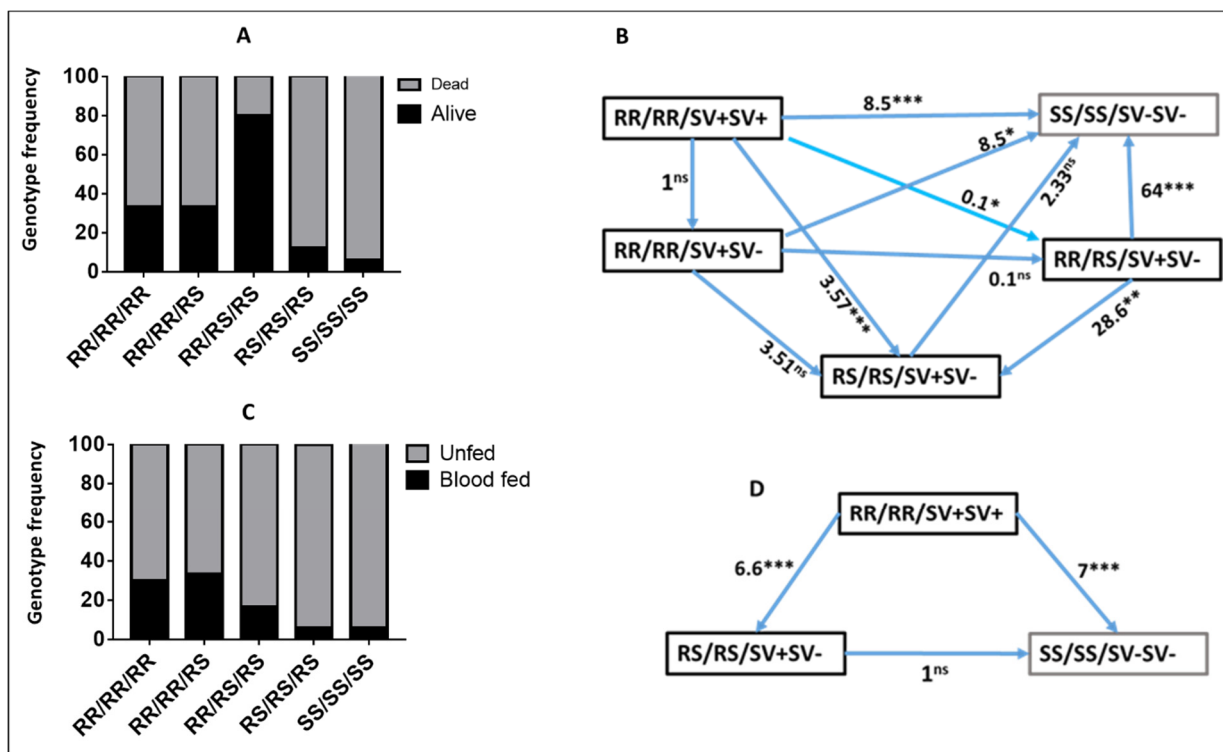 A
Genotype frequency
100
80
60
40
20
0
Dead
Alive
RR/RR/RR
RR/RR/RS
RR/RS/RS
RS/RS/RS
SS/SS/SS
B
RR/RR/SV+SV+
8.5***
SS/SS/SV-SV-
8.5*
1ns
0.1*
2.33ns
64***
RR/RR/SV+SV-
RR/RS/SV+SV-
0.1ns
3.57***
3.51ns
28.6**
RS/RS/SV+SV-
C
Genotype frequency
100
80
60
40
20
0
Unfed
Blood fed
RR/RR/RR
RR/RR/RS
RR/RS/RS
RS/RS/RS
SS/SS/SS
D
RR/RR/SV+SV+
6.6***
7***
RS/RS/SV+SV-
SS/SS/SV-SV-
1ns